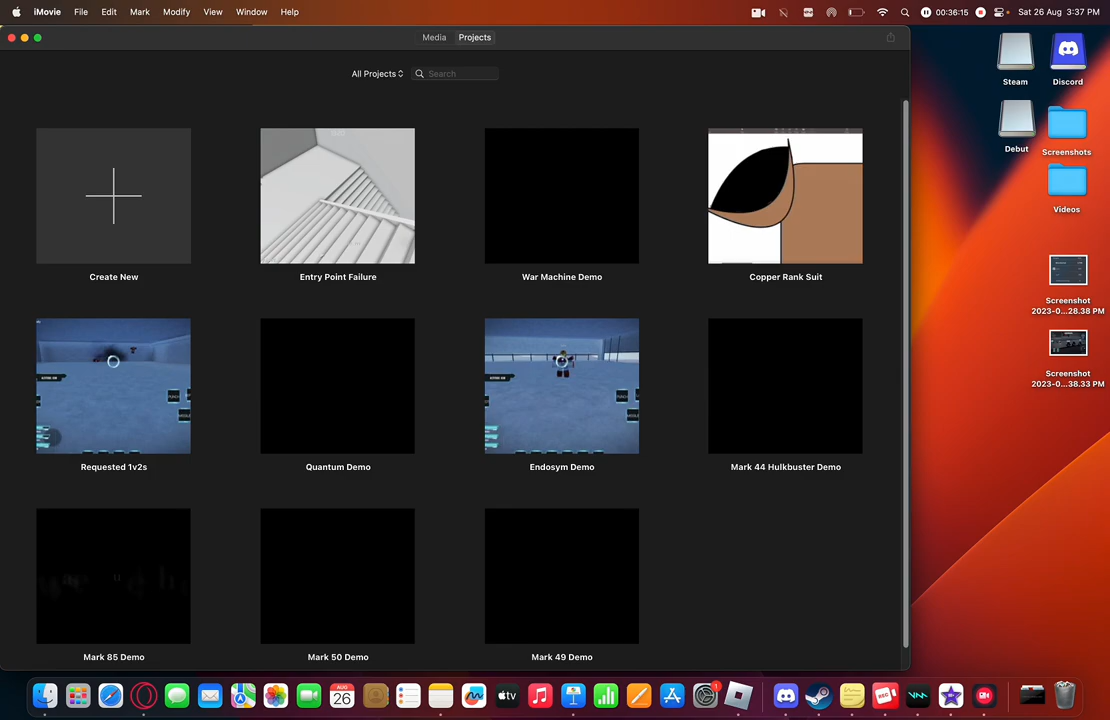 iMovie File Edit Mark Modify View Window Help 00:36:15 Sat 26 Aug 3:37 PM
Media Projects
All Projects Search
Steam Discord
Debut Screenshots
Videos
Create New Entry Point Failure War Machine Demo Copper Rank Suit
Screenshot
2023-0...28.38 PM
Screenshot
2023-0...38.33 PM
Requested 1v2s Quantum Demo Endosym Demo Mark 44 Hulkbuster Demo
Mark 85 Demo Mark 50 Demo Mark 49 Demo
AUG
26
tv
1
REC